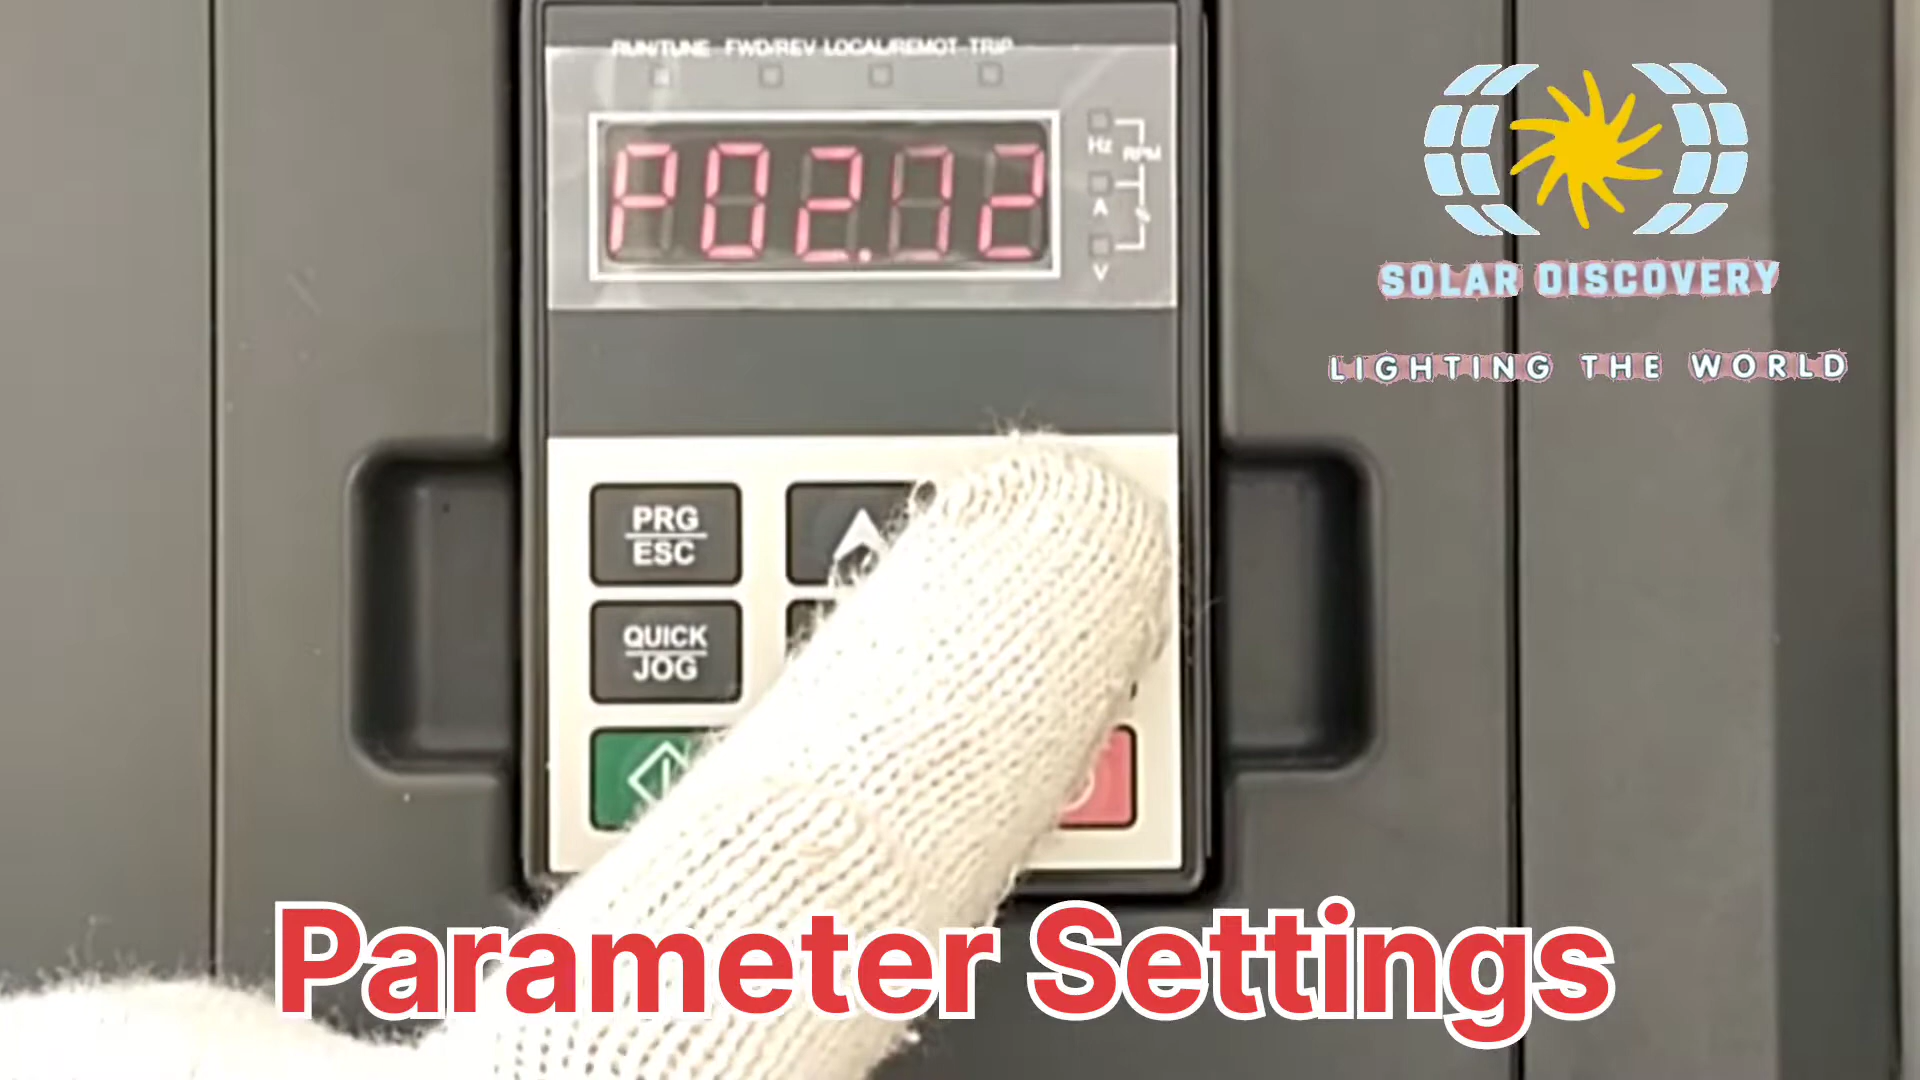 RUN/TUNE FWD/REV LOCAL/REMOT TRIP
P02.12
Hz
RPM
A
%
V
PRG
ESC
QUICK
JOG
SOLAR DISCOVERY
LIGHTING THE WORLD
Parameter Settings